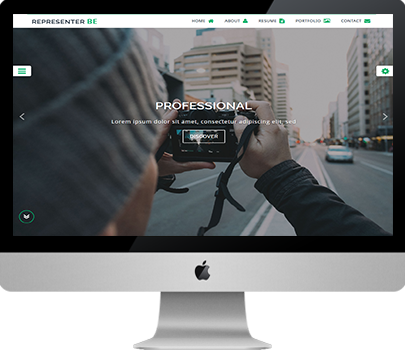 REPRESENTER BE
HOME ABOUT RESUME PORTFOLIO CONTACT
PROFESSIONAL
Lorem ipsum dolor sit amet, consectetur adipiscing elit, sed
DISCOVER